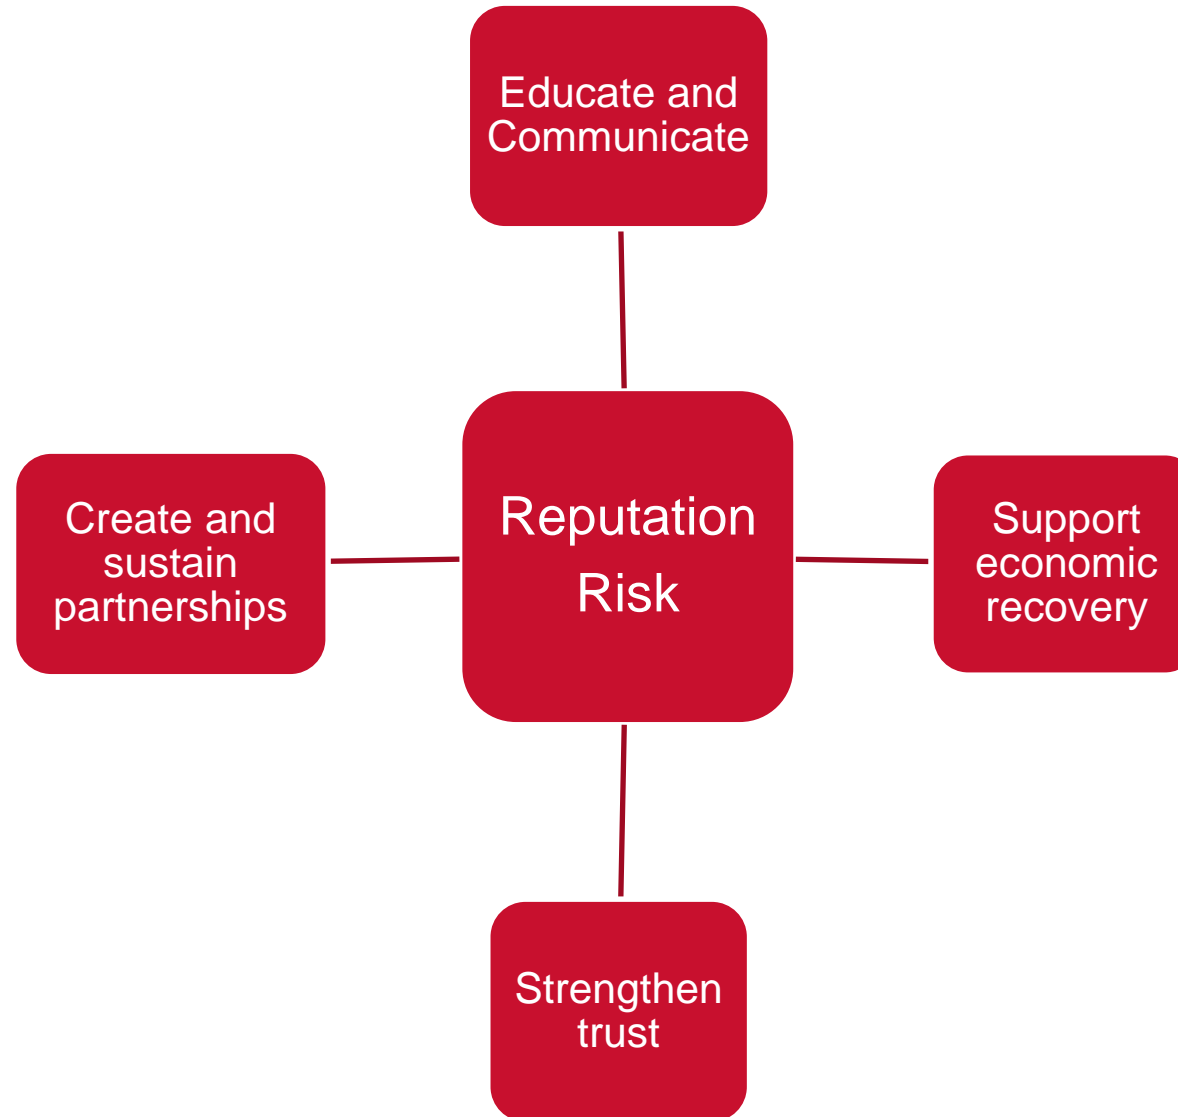 Educate and
Communicate
Create and
sustain
partnerships
Reputation
Risk
Support
economic
recovery
Strengthen
trust